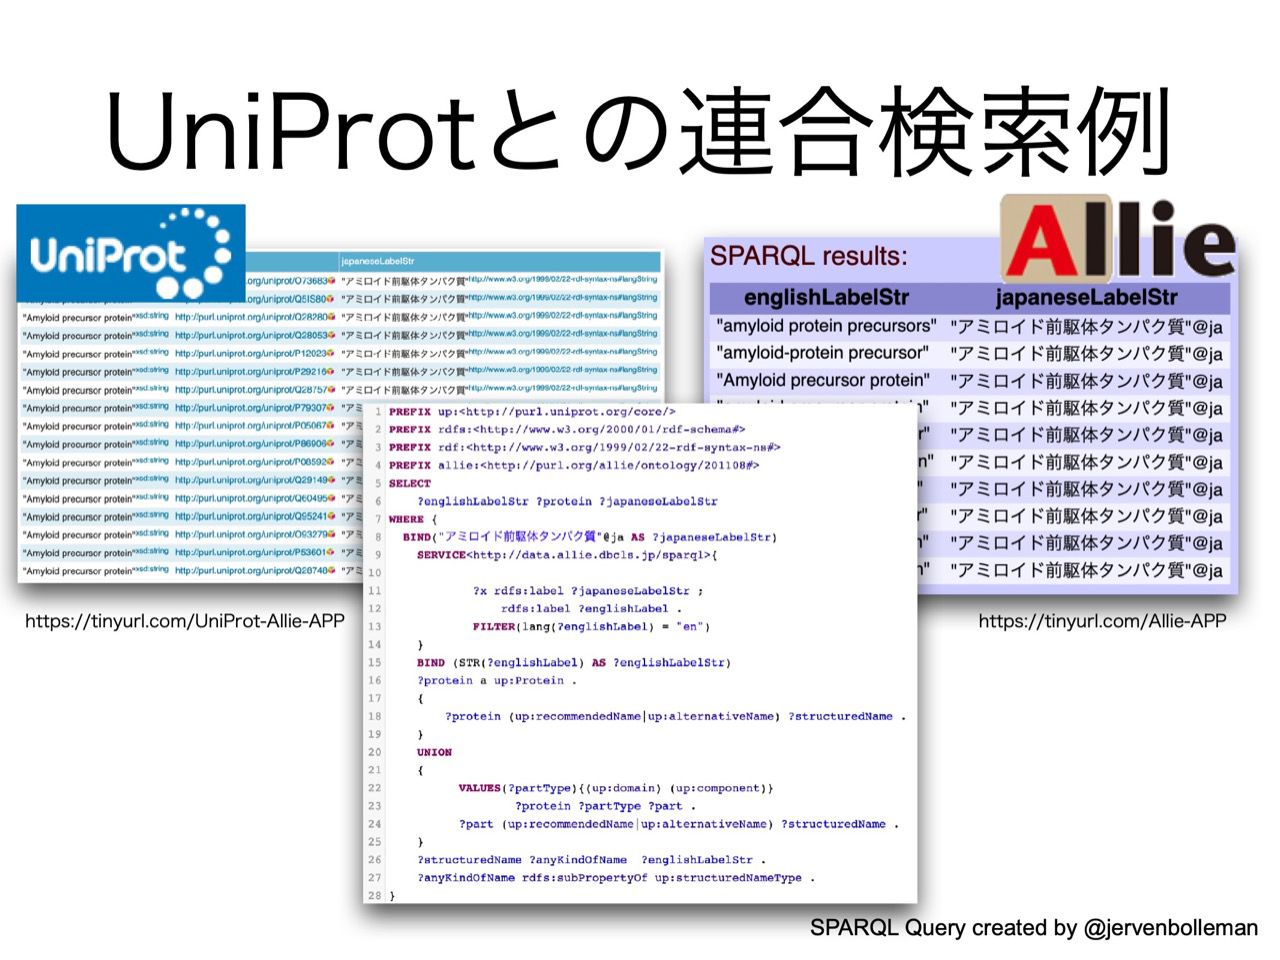 UniProtとの連合検索例
UniProt
japaneseLabelStr
.org/uniprot/O73683 "アミロイド前駆体タンパク質"http://www.w3.org/1999/02/22-rdf-syntax-ns#langString
.org/uniprot/Q5IS80 "アミロイド前駆体タンパク質"http://www.w3.org/1999/02/22-rdf-syntax-ns#langString
"Amyloid precursor protein"xsd:string http://purl.uniprot.org/uniprot/Q28280 "アミロイド前駆体タンパク質"http://www.w3.org/1999/02/22-rdf-syntax-ns#langString
"Amyloid precursor protein"xsd:string http://purl.uniprot.org/uniprot/Q28053 "アミロイド前駆体タンパク質"http://www.w3.org/1999/02/22-rdf-syntax-ns#langString
"Amyloid precursor protein"xsd:string http://purl.uniprot.org/uniprot/P12023 "アミロイド前駆体タンパク質"http://www.w3.org/1999/02/22-rdf-syntax-ns#langString
"Amyloid precursor protein"xsd:string http://purl.uniprot.org/uniprot/P29216 "アミロイド前駆体タンパク質"http://www.w3.org/1999/02/22-rdf-syntax-ns#langString
"Amyloid precursor protein"xsd:string http://purl.uniprot.org/uniprot/Q28757 "アミロイド前駆体タンパク質"http://www.w3.org/1999/02/22-rdf-syntax-ns#langString
"Amyloid precursor protein"xsd:string http://purl.uniprot.org/uniprot/P79307 "アミ
"Amyloid precursor protein"xsd:string http://purl.uniprot.org/uniprot/P05067 "アミ
"Amyloid precursor protein"xsd:string http://purl.uniprot.org/uniprot/P86906 "アミ
"Amyloid precursor protein"xsd:string http://purl.uniprot.org/uniprot/P08592 "アミ
"Amyloid precursor protein"xsd:string http://purl.uniprot.org/uniprot/Q29149 "アミ
"Amyloid precursor protein"xsd:string http://purl.uniprot.org/uniprot/Q60495 "アミ
"Amyloid precursor protein"xsd:string http://purl.uniprot.org/uniprot/Q95241 "アミ
"Amyloid precursor protein"xsd:string http://purl.uniprot.org/uniprot/O93279 "アミ
"Amyloid precursor protein"xsd:string http://purl.uniprot.org/uniprot/P53601 "アミ
"Amyloid precursor protein"xsd:string http://purl.uniprot.org/uniprot/Q28748 "アミ
https://tinyurl.com/UniProt-Allie-APP
Allie
SPARQL results:
englishLabelStr japaneseLabelStr
"amyloid protein precursors" "アミロイド前駆体タンパク質"@ja
"amyloid-protein precursor" "アミロイド前駆体タンパク質"@ja
"Amyloid precursor protein" "アミロイド前駆体タンパク質"@ja
"アミロイド前駆体タンパク質"@ja
r" "アミロイド前駆体タンパク質"@ja
n" "アミロイド前駆体タンパク質"@ja
"アミロイド前駆体タンパク質"@ja
r" "アミロイド前駆体タンパク質"@ja
n" "アミロイド前駆体タンパク質"@ja
n" "アミロイド前駆体タンパク質"@ja
https://tinyurl.com/Allie-APP
1 PREFIX up:<http://purl.uniprot.org/core/>
2 PREFIX rdfs:<http://www.w3.org/2000/01/rdf-schema#>
3 PREFIX rdf:<http://www.w3.org/1999/02/22-rdf-syntax-ns#>
4 PREFIX allie:<http://purl.org/allie/ontology/201108#>
5 SELECT
6 ?englishLabelStr ?protein ?japaneseLabelStr
7 WHERE {
8 BIND("アミロイド前駆体タンパク質"@ja AS ?japaneseLabelStr)
9 SERVICE<http://data.allie.dbcls.jp/sparql>{
10
11 ?x rdfs:label ?japaneseLabelStr ;
12 rdfs:label ?englishLabel .
13 FILTER(lang(?englishLabel) = "en")
14 }
15 BIND (STR(?englishLabel) AS ?englishLabelStr)
16 ?protein a up:Protein .
17 {
18 ?protein (up:recommendedName|up:alternativeName) ?structuredName .
19 }
20 UNION
21 {
22 VALUES(?partType){(up:domain) (up:component)}
23 ?protein ?partType ?part .
24 ?part (up:recommendedName|up:alternativeName) ?structuredName .
25 }
26 ?structuredName ?anyKindOfName ?englishLabelStr .
27 ?anyKindOfName rdfs:subPropertyOf up:structuredNameType .
28 }
SPARQL Query created by @jervenbolleman